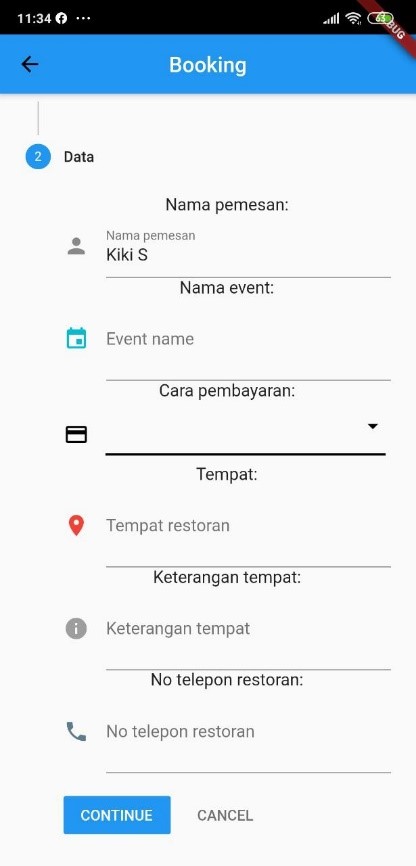 11:34
63
BUG
Booking
2 Data
Nama pemesan:
Nama pemesan
Kiki S
Nama event:
Event name
Cara pembayaran:
Tempat:
Tempat restoran
Keterangan tempat:
Keterangan tempat
No telepon restoran:
No telepon restoran
CONTINUE CANCEL